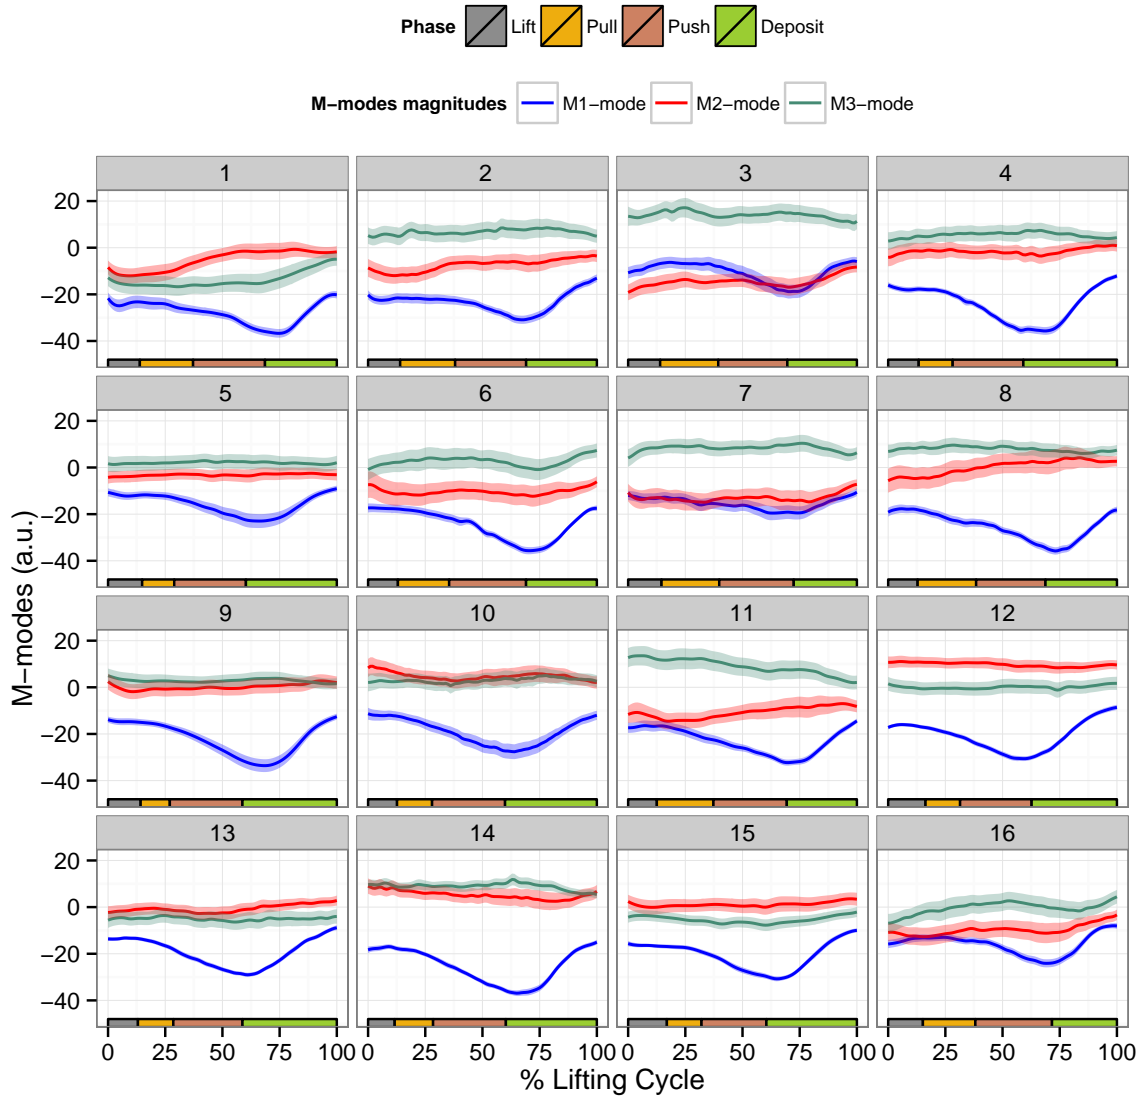 Phase Lift Pull Push Deposit
M−modes magnitudes M1−mode M2−mode M3−mode
1 2 3 4
20
0
−20
−40
5 6 7 8
20
0
−20
−40
9 10 11 12
20
0
−20
−40
13 14 15 16
20
0
−20
−40
0 25 50 75 100 0 25 50 75 100 0 25 50 75 100 0 25 50 75 100
% Lifting Cycle
M−modes (a.u.)